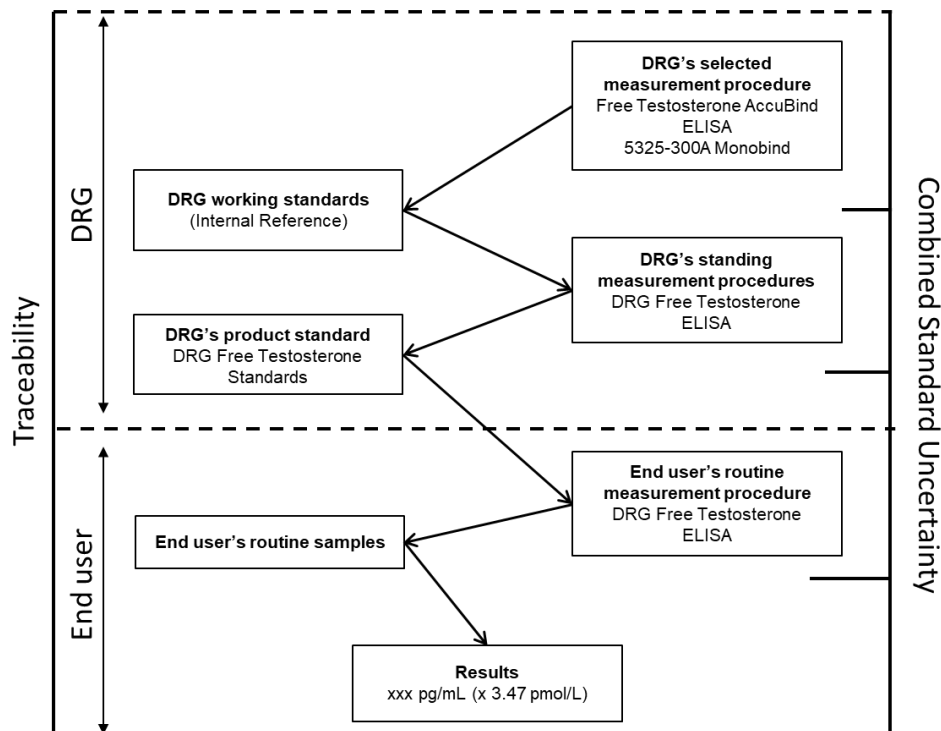 DRG's selected
measurement procedure
Free Testosterone AccuBind
ELISA
5325-300A Monobind
DRG working standards
(Internal Reference)
DRG's standing
measurement procedures
DRG Free Testosterone
ELISA
DRG's product standard
DRG Free Testosterone
Standards
End user's routine
measurement procedure
DRG Free Testosterone
ELISA
End user's routine samples
Results
xxx pg/mL (x 3.47 pmol/L)
Traceability
DRG
End user
Combined Standard Uncertainty